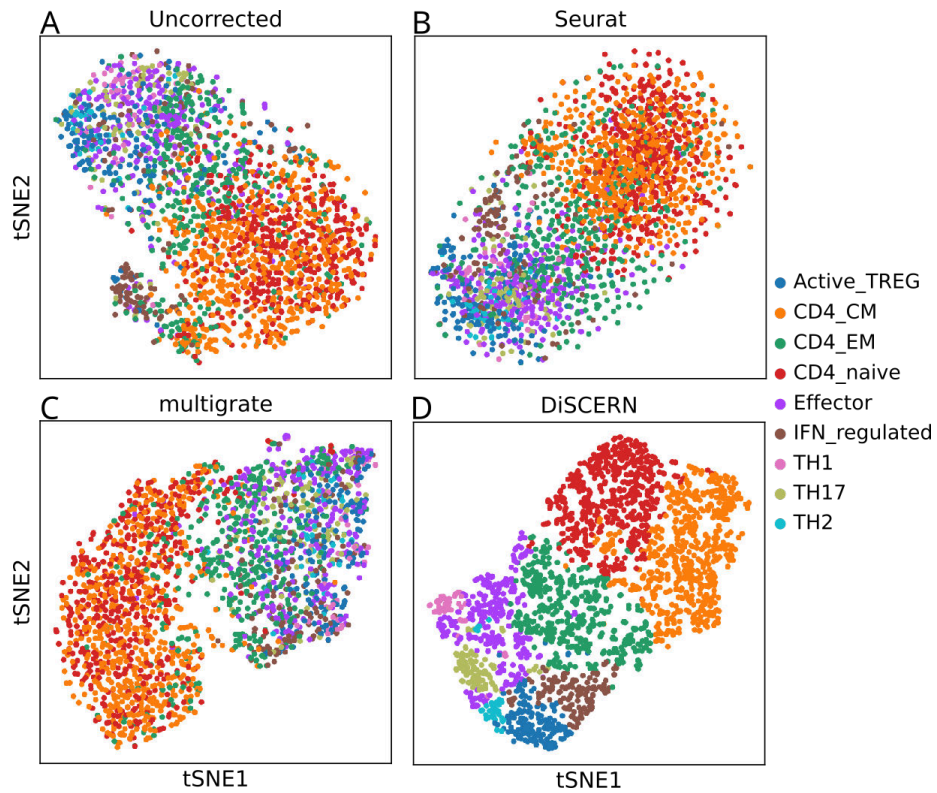 A
Uncorrected
B
Seurat
tSNE2
C
multigrate
D
DiSCERN
tSNE2
tSNE1
tSNE1
Active_TREG
CD4_CM
CD4_EM
CD4_naive
Effector
IFN_regulated
TH1
TH17
TH2